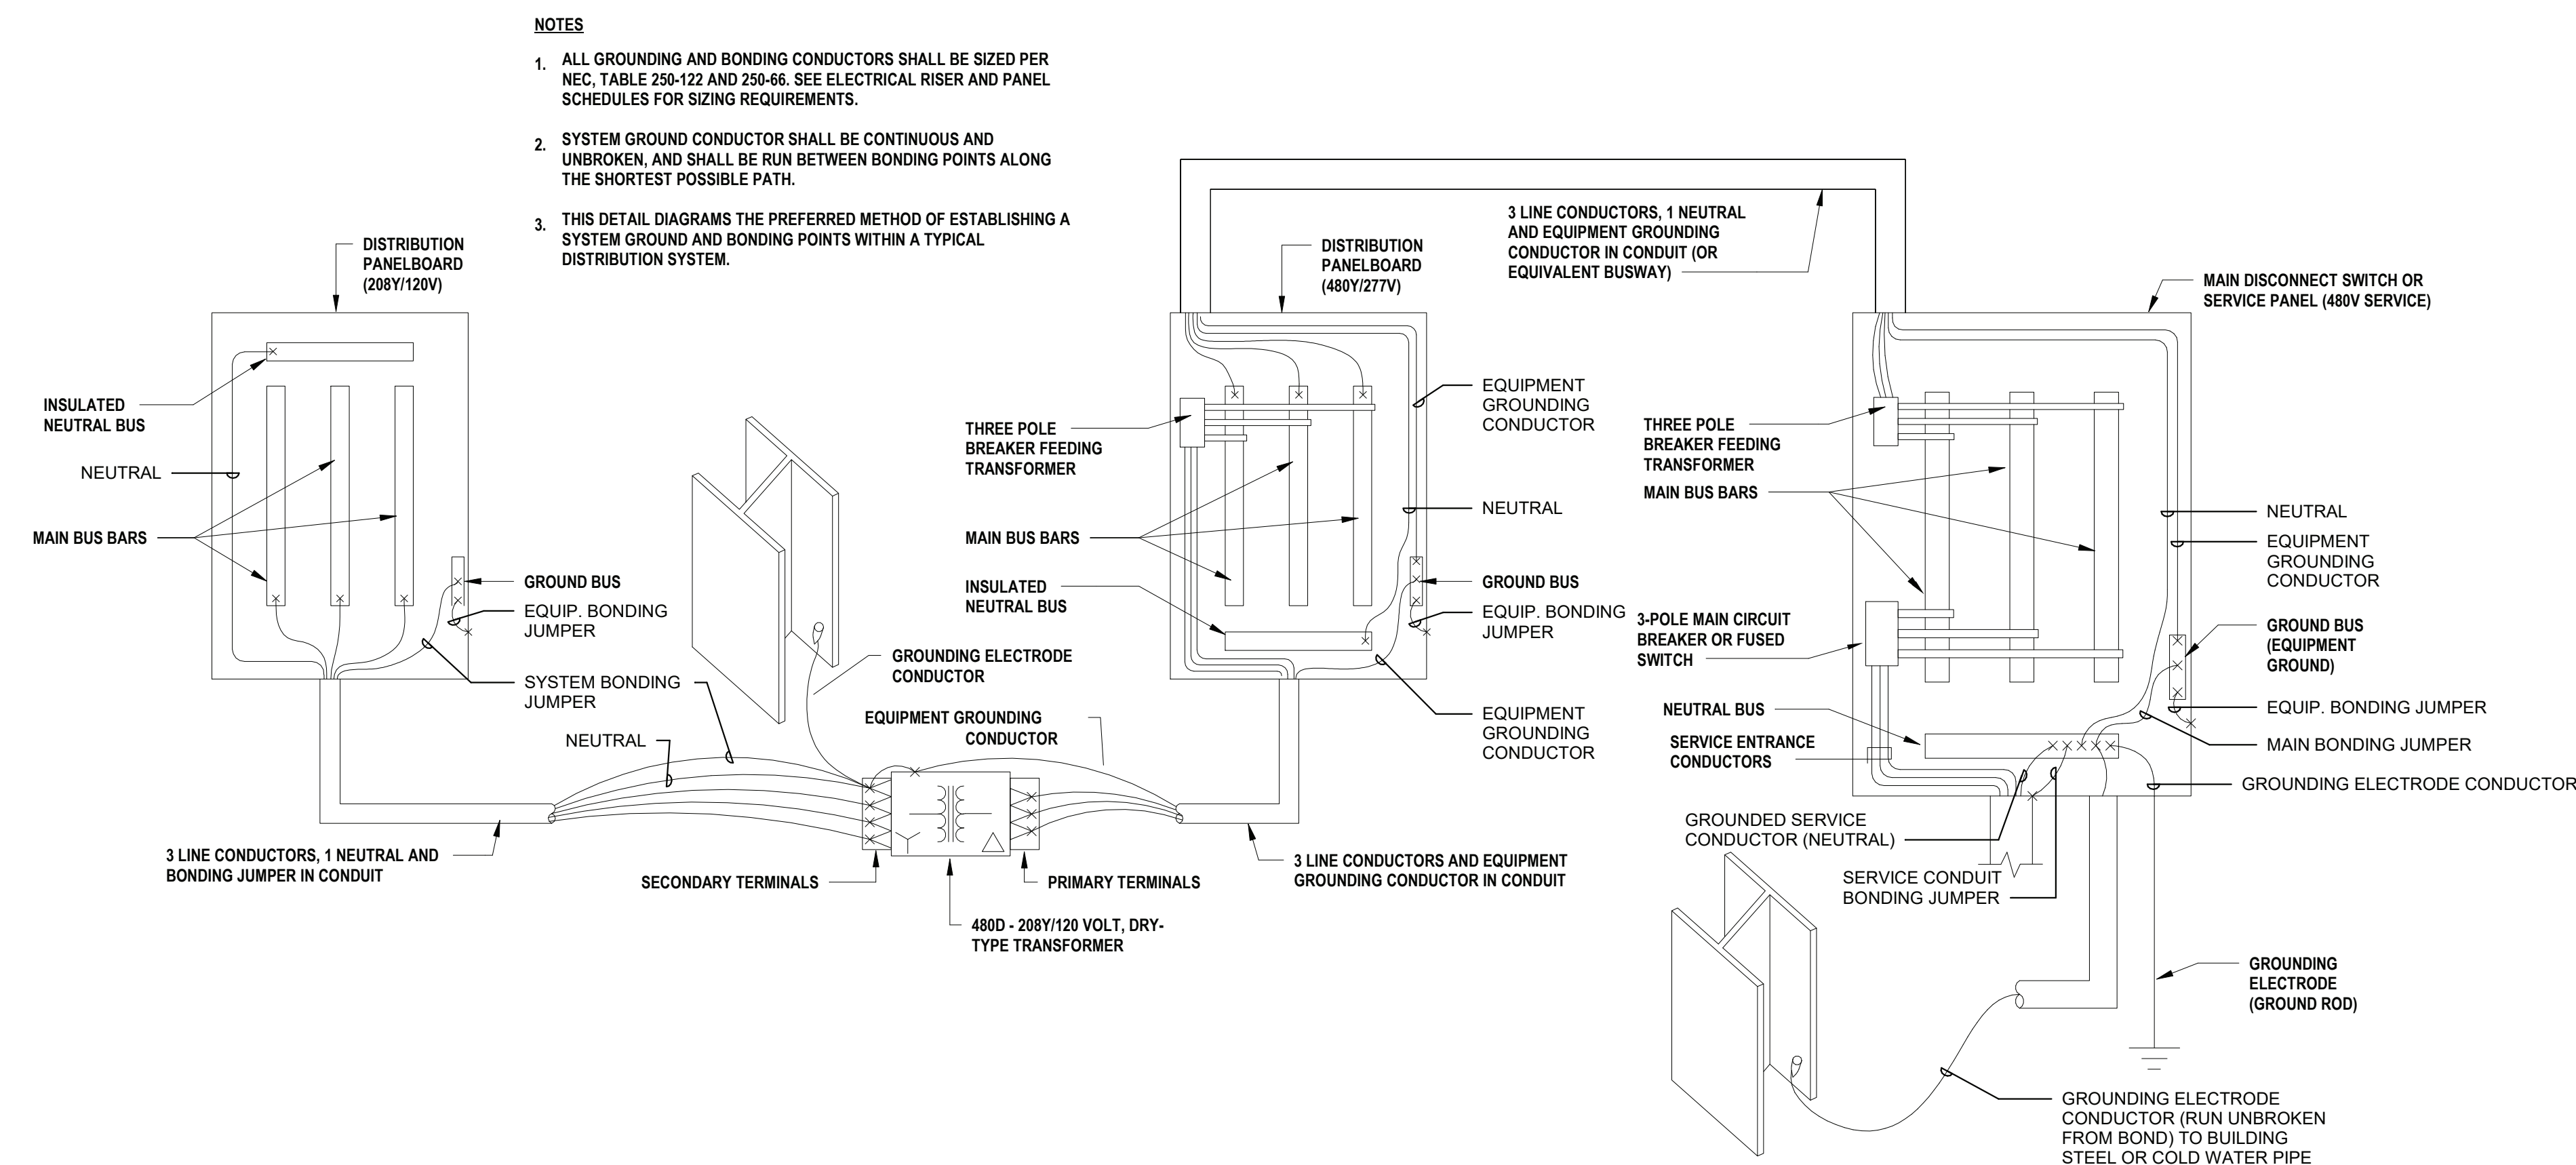 NOTES
1. ALL GROUNDING AND BONDING CONDUCTORS SHALL BE SIZED PER
NEC, TABLE 250-122 AND 250-66. SEE ELECTRICAL RISER AND PANEL
SCHEDULES FOR SIZING REQUIREMENTS.
2. SYSTEM GROUND CONDUCTOR SHALL BE CONTINUOUS AND
UNBROKEN, AND SHALL BE RUN BETWEEN BONDING POINTS ALONG
THE SHORTEST POSSIBLE PATH.
3. THIS DETAIL DIAGRAMS THE PREFERRED METHOD OF ESTABLISHING A
SYSTEM GROUND AND BONDING POINTS WITHIN A TYPICAL
DISTRIBUTION SYSTEM.
DISTRIBUTION
PANELBOARD
(208Y/120V)
INSULATED
NEUTRAL BUS
NEUTRAL
MAIN BUS BARS
GROUND BUS
EQUIP. BONDING
JUMPER
SYSTEM BONDING
JUMPER
NEUTRAL
3 LINE CONDUCTORS, 1 NEUTRAL AND
BONDING JUMPER IN CONDUIT
GROUNDING ELECTRODE
CONDUCTOR
EQUIPMENT GROUNDING
CONDUCTOR
SECONDARY TERMINALS
PRIMARY TERMINALS
480D - 208Y/120 VOLT, DRY-
TYPE TRANSFORMER
3 LINE CONDUCTORS AND EQUIPMENT
GROUNDING CONDUCTOR IN CONDUIT
DISTRIBUTION
PANELBOARD
(480Y/277V)
THREE POLE
BREAKER FEEDING
TRANSFORMER
MAIN BUS BARS
INSULATED
NEUTRAL BUS
EQUIPMENT
GROUNDING
CONDUCTOR
NEUTRAL
GROUND BUS
EQUIP. BONDING
JUMPER
EQUIPMENT
GROUNDING
CONDUCTOR
3 LINE CONDUCTORS, 1 NEUTRAL
AND EQUIPMENT GROUNDING
CONDUCTOR IN CONDUIT (OR
EQUIVALENT BUSWAY)
MAIN DISCONNECT SWITCH OR
SERVICE PANEL (480V SERVICE)
THREE POLE
BREAKER FEEDING
TRANSFORMER
MAIN BUS BARS
3-POLE MAIN CIRCUIT
BREAKER OR FUSED
SWITCH
NEUTRAL BUS
SERVICE ENTRANCE
CONDUCTORS
GROUNDED SERVICE
CONDUCTOR (NEUTRAL)
SERVICE CONDUIT
BONDING JUMPER
NEUTRAL
EQUIPMENT
GROUNDING
CONDUCTOR
GROUND BUS
(EQUIPMENT
GROUND)
EQUIP. BONDING JUMPER
MAIN BONDING JUMPER
GROUNDING ELECTRODE CONDUCTOR
GROUNDING
ELECTRODE
(GROUND ROD)
GROUNDING ELECTRODE
CONDUCTOR (RUN UNBROKEN
FROM BOND) TO BUILDING
STEEL OR COLD WATER PIPE